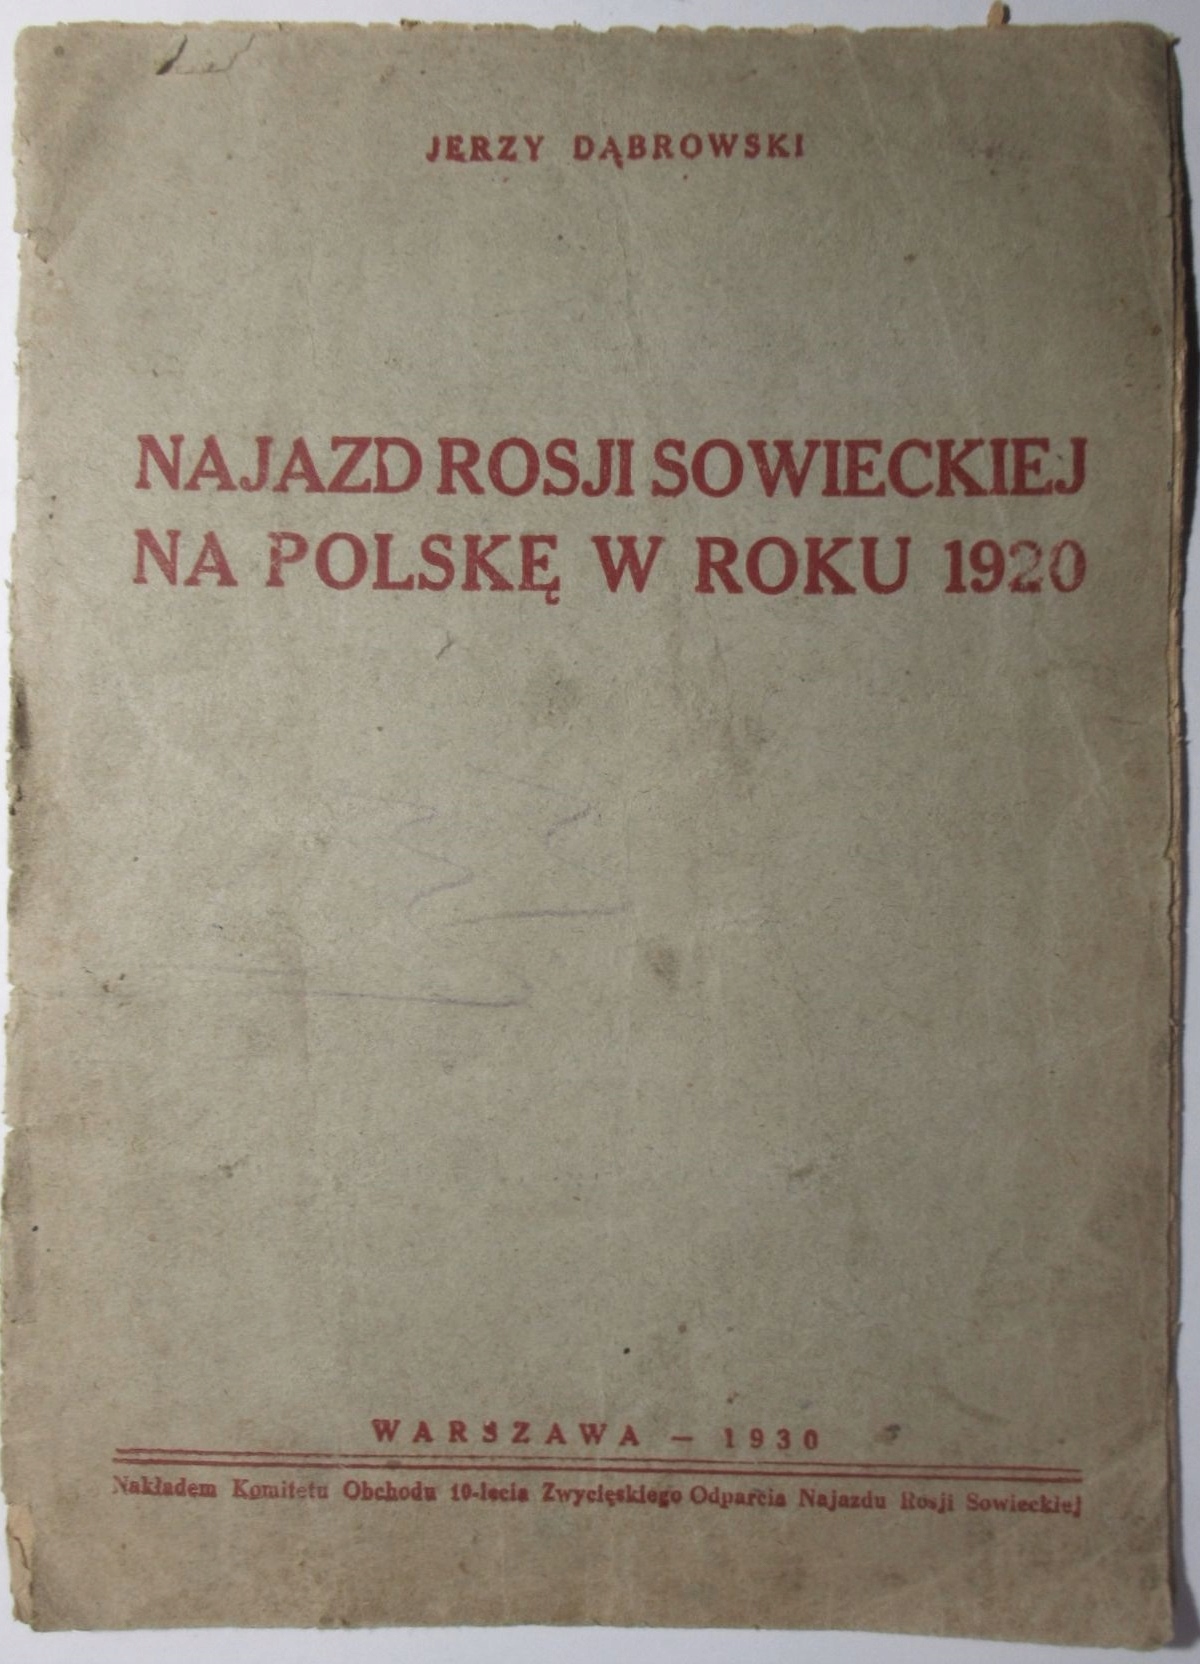 JERZY DĄBROWSKI
NAJAZD ROSJI SOWIECKIEJ
NA POLSKĘ W ROKU 1920
WARSZAWA — 1930
Nakładem Komitetu Obchodu 10-lecia Zwycięskiego Odparcia Najazdu Rosji Sowieckiej